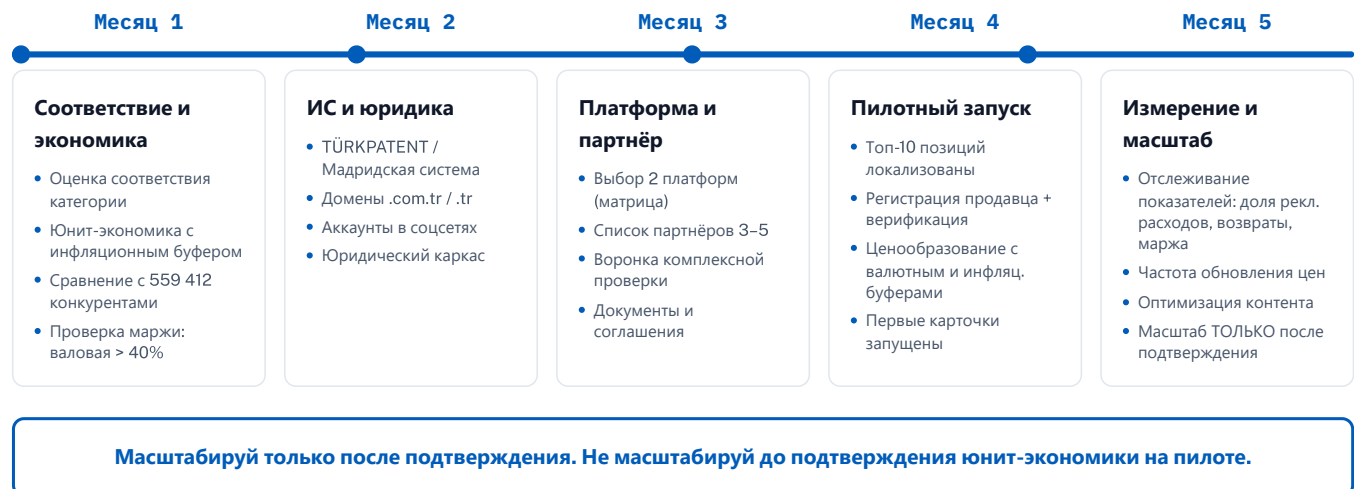 Месяц 1
Месяц 2
Месяц 3
Месяц 4
Месяц 5
Соответствие и
экономика
• Оценка соответствия
категории
• Юнит-экономика с
инфляционным буфером
• Сравнение с 559 412
конкурентами
• Проверка маржи:
валовая > 40%
ИС и юридика
• TÜRKPATENT /
Мадридская система
• Домены .com.tr / .tr
• Аккаунты в соцсетях
• Юридический каркас
Платформа и
партнёр
• Выбор 2 платформ
(матрица)
• Список партнёров 3–5
• Воронка комплексной
проверки
• Документы и
соглашения
Пилотный запуск
• Топ-10 позиций
локализованы
• Регистрация продавца +
верификация
• Ценообразование с
валютным и инфляц.
буферами
• Первые карточки
запущены
Измерение и
масштаб
• Отслеживание
показателей: доля рекл.
расходов, возвраты,
маржа
• Частота обновления цен
• Оптимизация контента
• Масштаб ТОЛЬКО после
подтверждения
Масштабируй только после подтверждения. Не масштабируй до подтверждения юнит-экономики на пилоте.